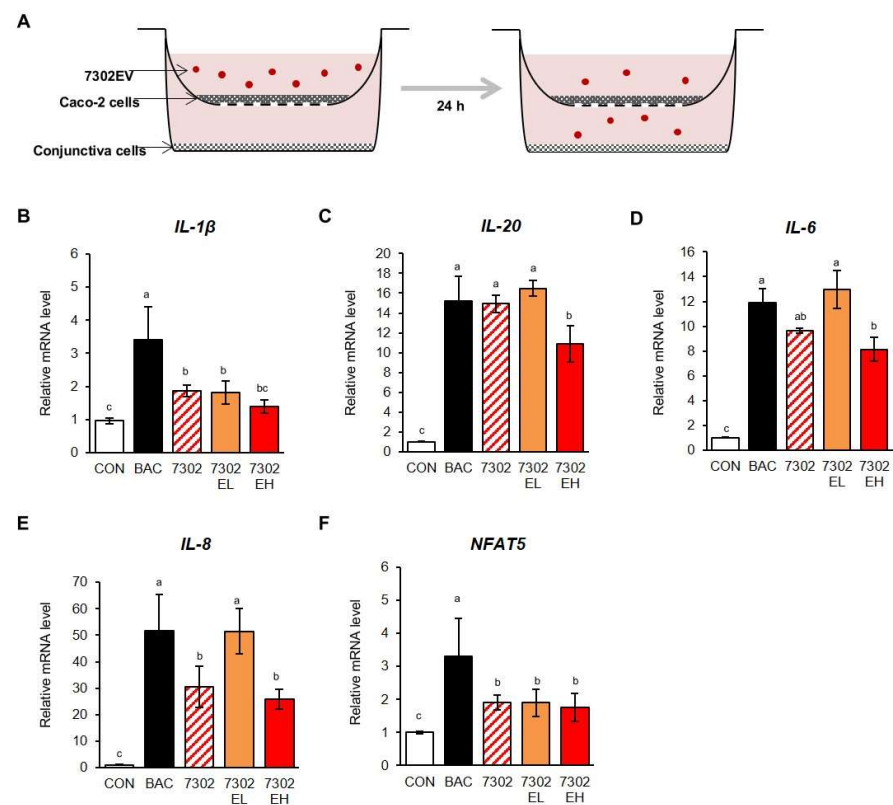 A
7302EV
Caco-2 cells
Conjunctiva cells
24 h
B
IL-1β
Relative mRNA level
6
5
4
3
2
1
0
c
a
b
b
bc
CON BAC 7302 7302 EL 7302 EH
C
IL-20
Relative mRNA level
20
18
16
14
12
10
8
6
4
2
0
c
a
a
a
b
CON BAC 7302 7302 EL 7302 EH
D
IL-6
Relative mRNA level
16
14
12
10
8
6
4
2
0
c
a
ab
a
b
CON BAC 7302 7302 EL 7302 EH
E
IL-8
Relative mRNA level
70
60
50
40
30
20
10
0
c
a
b
a
b
CON BAC 7302 7302 EL 7302 EH
F
NFAT5
Relative mRNA level
6
5
4
3
2
1
0
c
a
b
b
b
CON BAC 7302 7302 EL 7302 EH